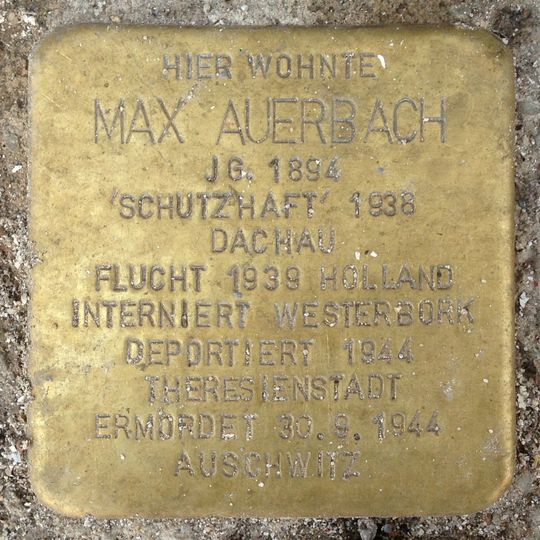 HIER WOHNTE
MAX AUERBACH
JG. 1894
'SCHUTZHAFT' 1938
DACHAU
FLUCHT 1939 HOLLAND
INTERNIERT WESTERBORK
DEPORTIERT 1944
THERESIENSTADT
ERMORDET 30.9.1944
AUSCHWITZ